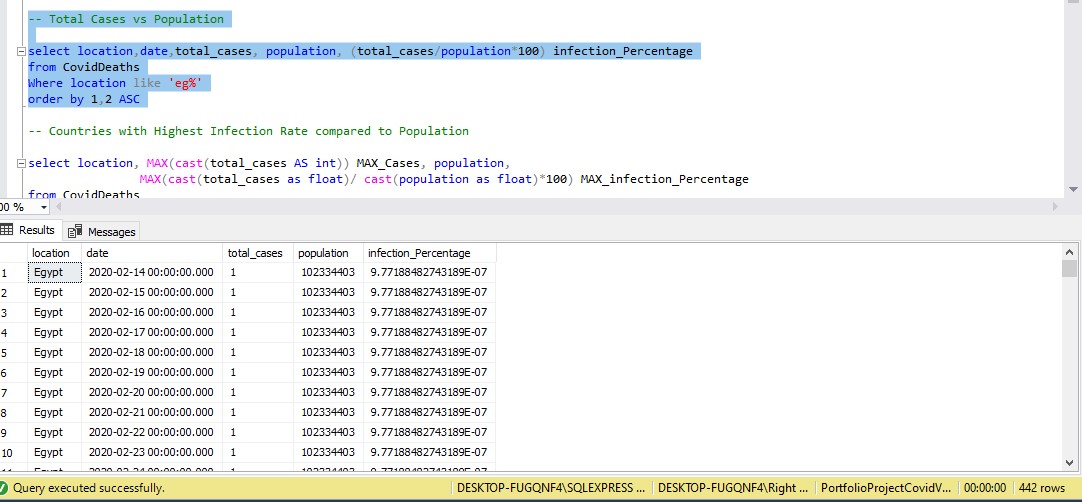 -- Total Cases vs Population
select location,date,total_cases, population, (total_cases/population*100) infection_Percentage
from CovidDeaths
Where location like 'eg%'
order by 1,2 ASC
-- Countries with Highest Infection Rate compared to Population
select location, MAX(cast(total_cases AS int)) MAX_Cases, population,
MAX(cast(total_cases as float)/ cast(population as float)*100) MAX_infection_Percentage
from CovidDeaths
00 %
Results Messages
location date total_cases population infection_Percentage
1 Egypt 2020-02-14 00:00:00.000 1 102334403 9.77188482743189E-07
2 Egypt 2020-02-15 00:00:00.000 1 102334403 9.77188482743189E-07
3 Egypt 2020-02-16 00:00:00.000 1 102334403 9.77188482743189E-07
4 Egypt 2020-02-17 00:00:00.000 1 102334403 9.77188482743189E-07
5 Egypt 2020-02-18 00:00:00.000 1 102334403 9.77188482743189E-07
6 Egypt 2020-02-19 00:00:00.000 1 102334403 9.77188482743189E-07
7 Egypt 2020-02-20 00:00:00.000 1 102334403 9.77188482743189E-07
8 Egypt 2020-02-21 00:00:00.000 1 102334403 9.77188482743189E-07
9 Egypt 2020-02-22 00:00:00.000 1 102334403 9.77188482743189E-07
10 Egypt 2020-02-23 00:00:00.000 1 102334403 9.77188482743189E-07
Query executed successfully. DESKTOP-FUGQNF4\SQLEXPRESS ... DESKTOP-FUGQNF4\Right ... PortfolioProjectCovidV... 00:00:00 442 rows